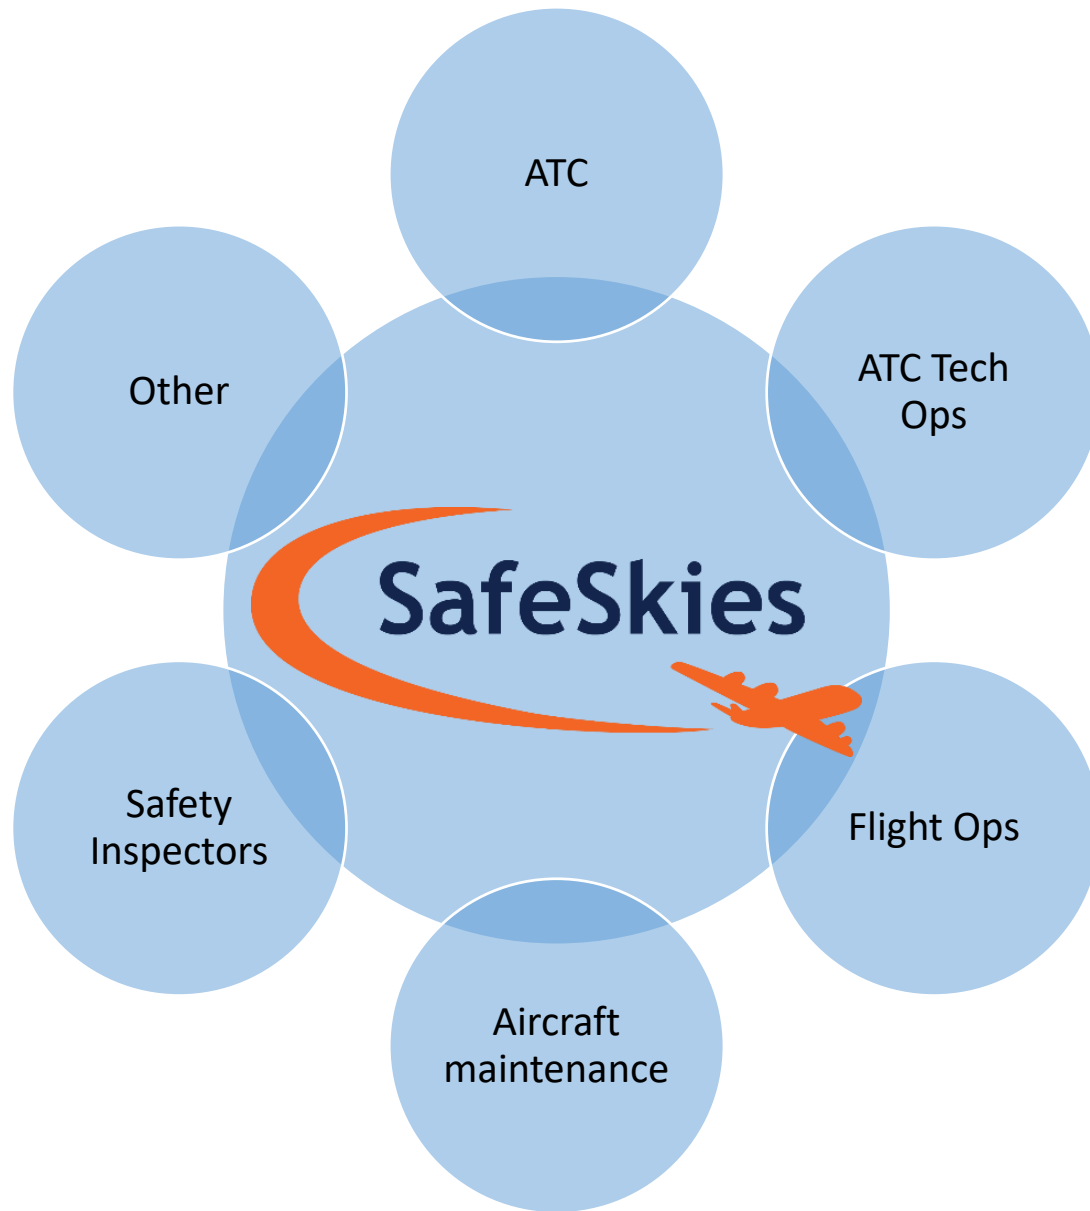 ATC
Other
ATC Tech
Ops
SafeSkies
Safety
Inspectors
Flight Ops
Aircraft
maintenance